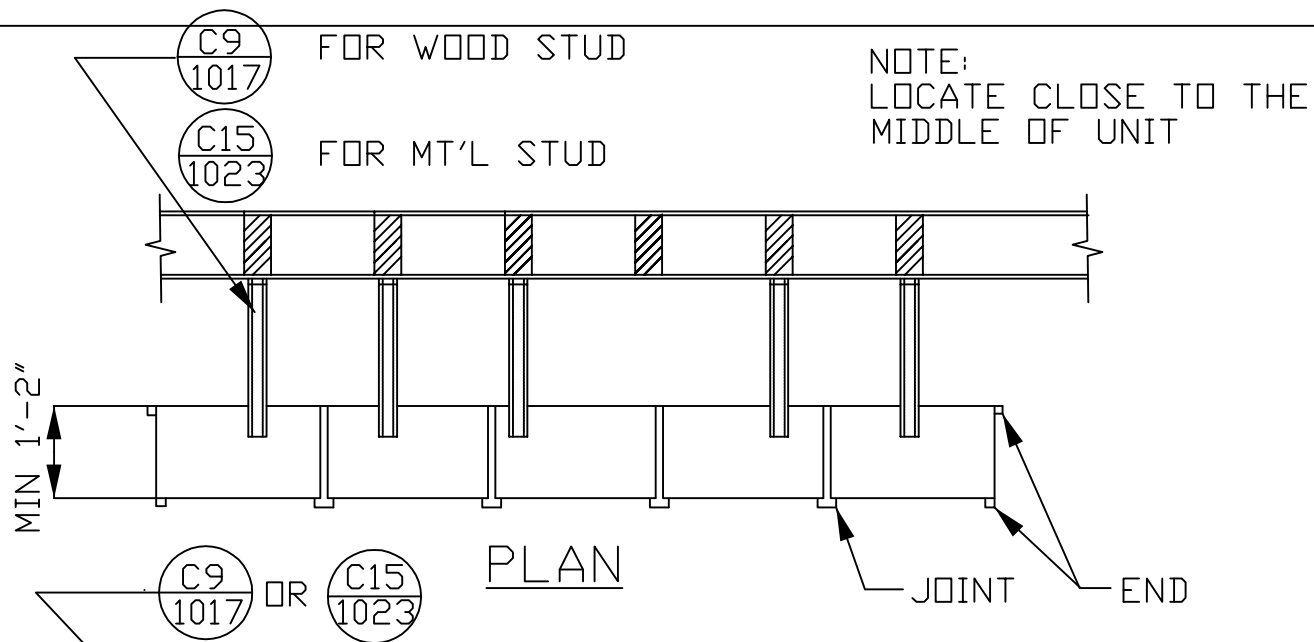 C9
1017
FOR WOOD STUD
C15
1023
FOR MT'L STUD
NOTE:
LOCATE CLOSE TO THE
MIDDLE OF UNIT
MIN 1'-2"
PLAN
C9
1017
OR
C15
1023
JOINT
END